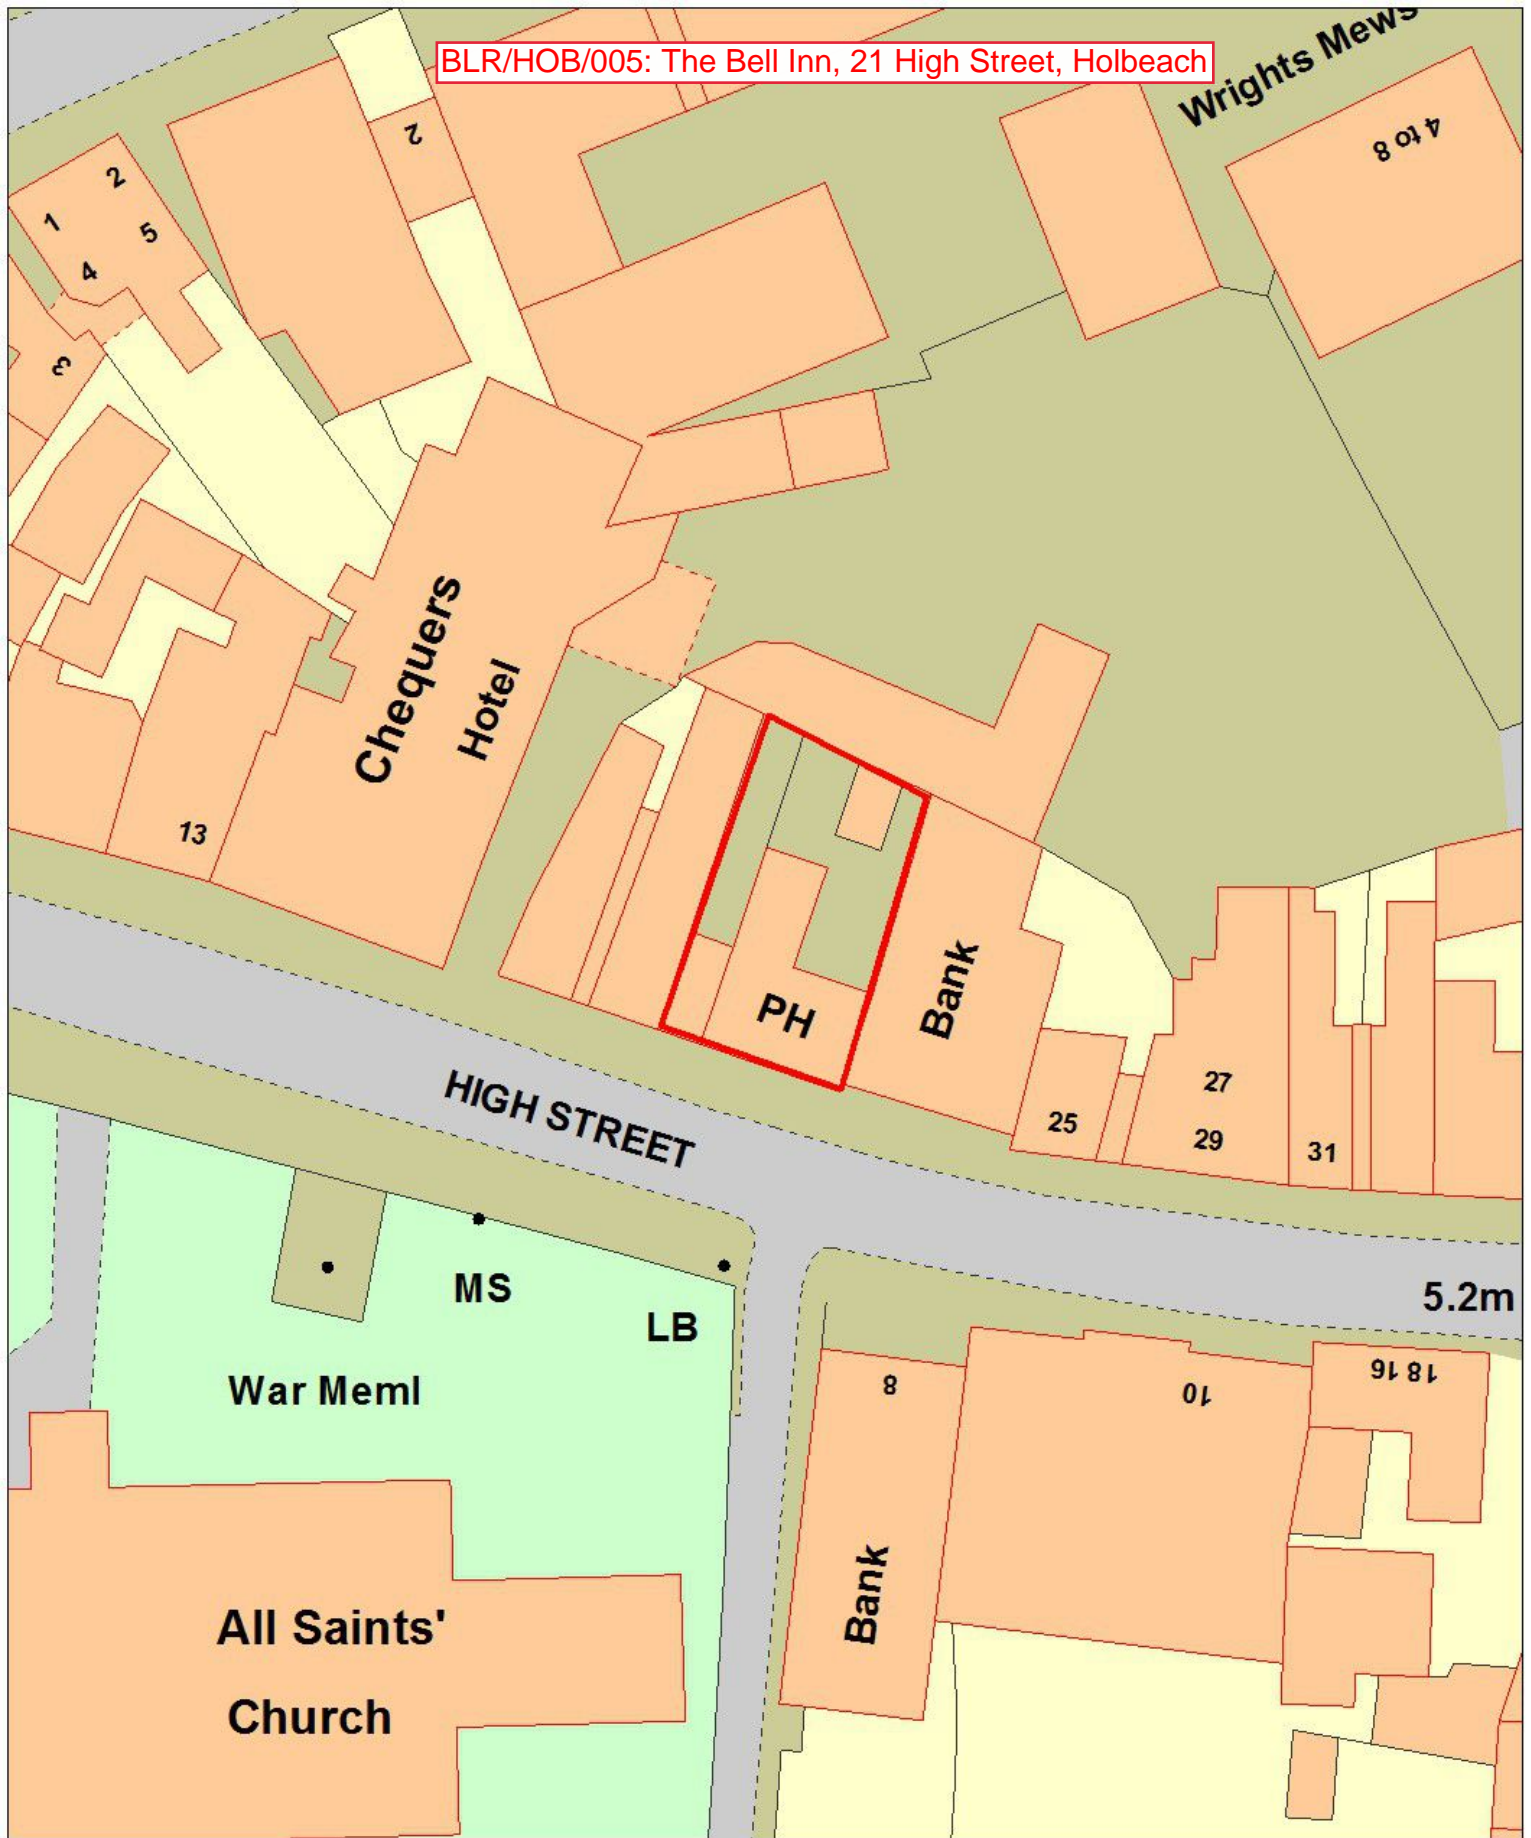 BLR/HOB/005: The Bell Inn, 21 High Street, Holbeach
Wrights Mews
4 to 8
2
2
1
5
4
3
Chequers
Hotel
13
PH
Bank
HIGH STREET
25
27
29
31
MS
LB
5.2m
War Meml
8
10
18 16
Bank
All Saints'
Church